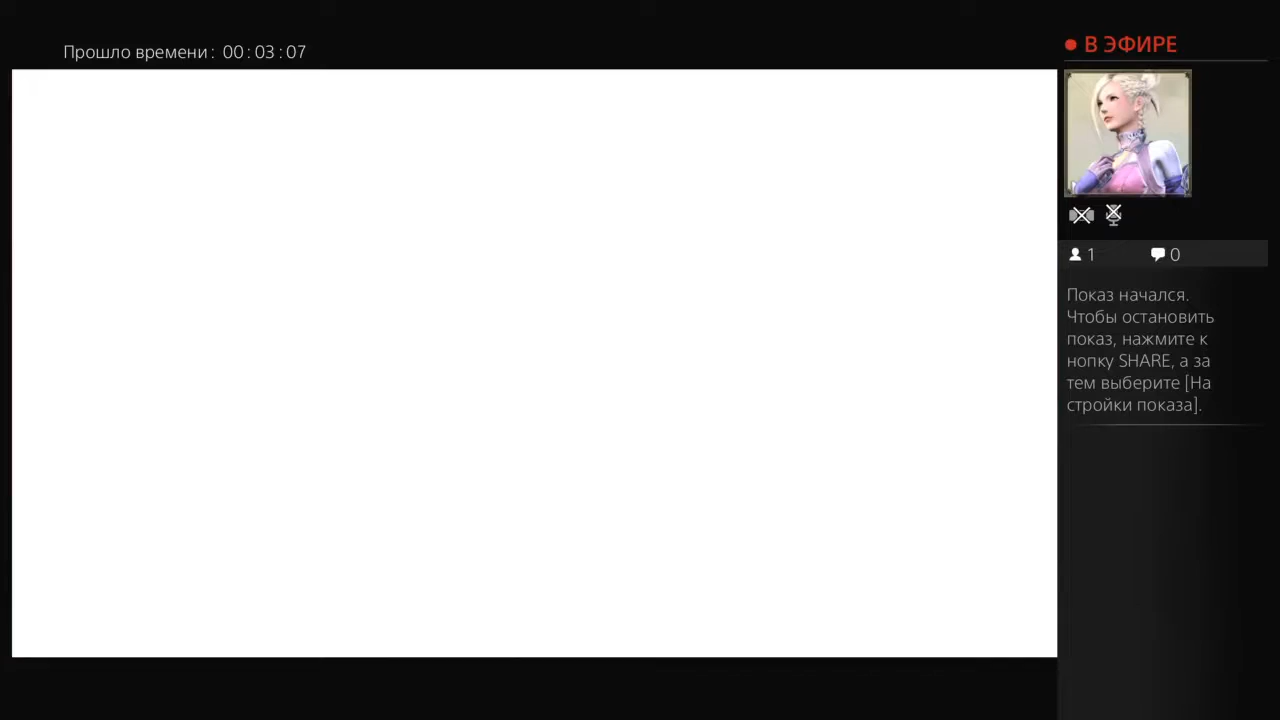 Прошло времени: 00:03:07
В ЭФИРЕ
1 0
Показ начался.
Чтобы остановить
показ, нажмите к
нопку SHARE, а за
тем выберите [На
стройки показа].